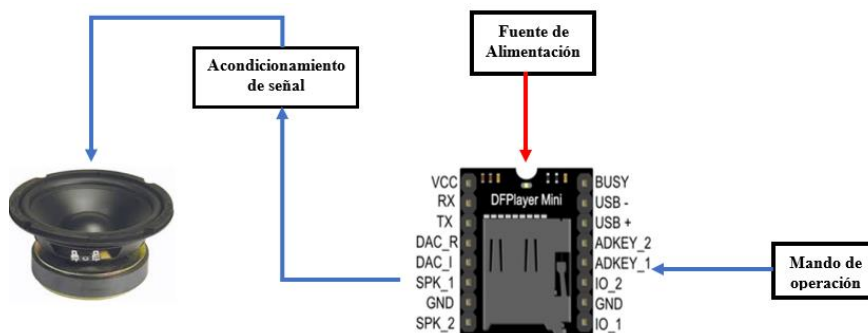 Fuente de
Alimentación
Acondicionamiento
de señal
VCC
RX
TX
DAC_R
DAC_I
SPK_1
GND
SPK_2
DFPlayer Mini
BUSY
USB -
USB +
ADKEY_2
ADKEY_1
IO_2
GND
IO_1
Mando de
operación